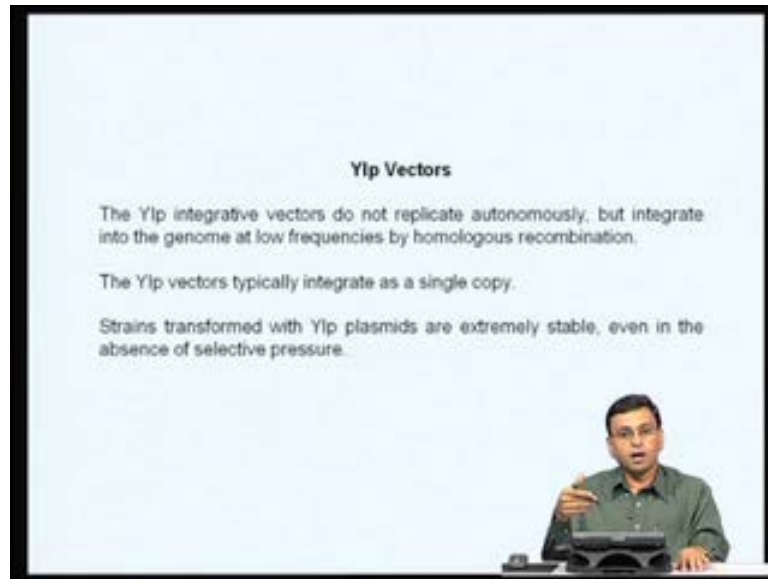 YIp Vectors
The YIp integrative vectors do not replicate autonomously, but integrate
into the genome at low frequencies by homologous recombination.
The YIp vectors typically integrate as a single copy.
Strains transformed with YIp plasmids are extremely stable, even in the
absence of selective pressure.